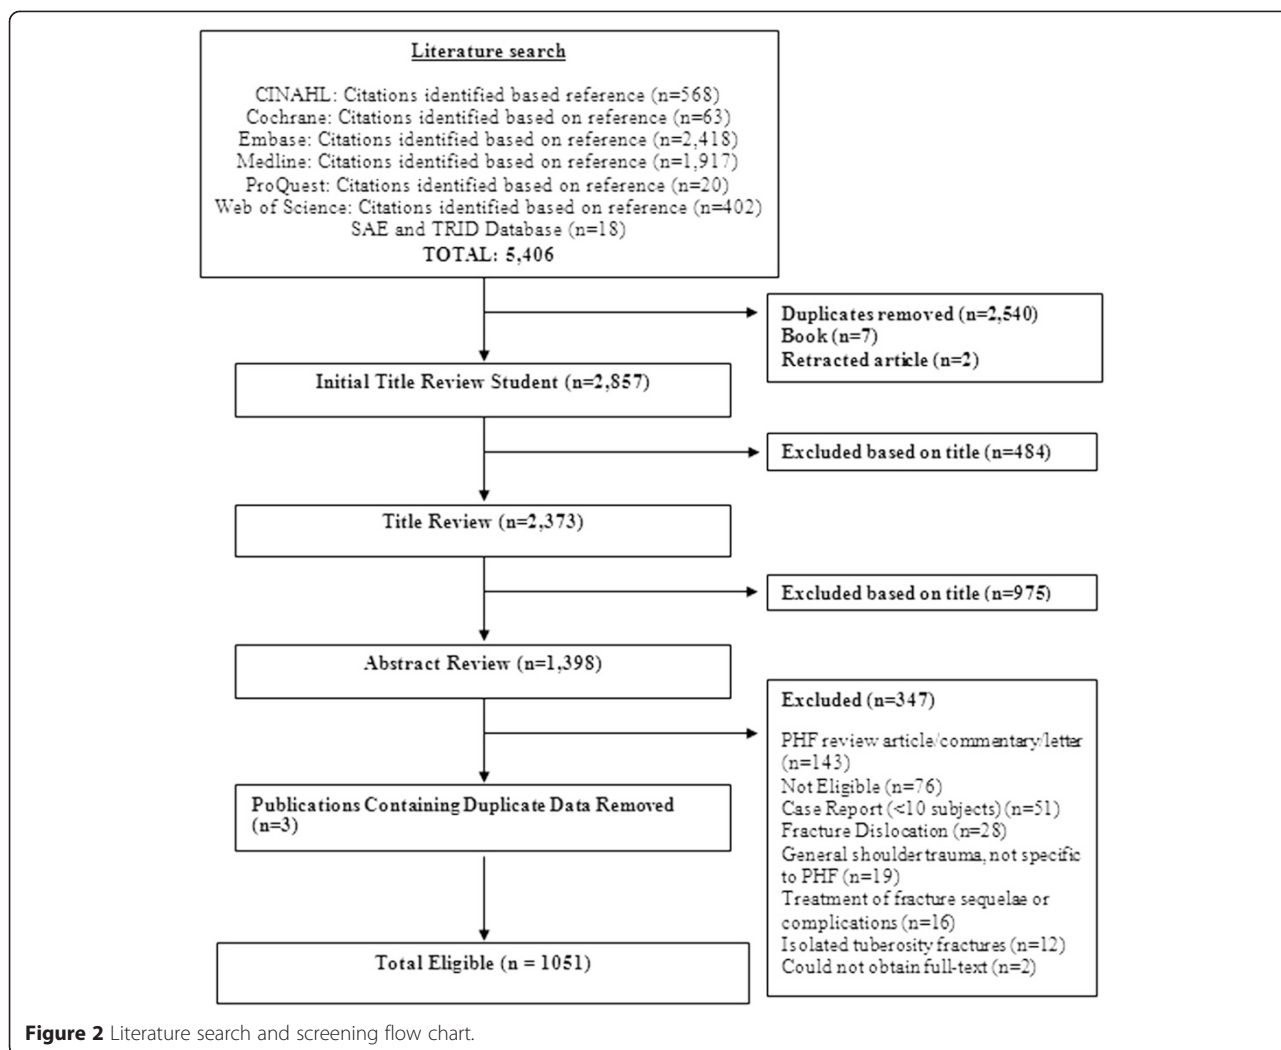 Literature search
CINAHL: Citations identified based reference (n=568)
Cochrane: Citations identified based on reference (n=63)
Embase: Citations identified based on reference (n=2,418)
Medline: Citations identified based on reference (n=1,917)
ProQuest: Citations identified based on reference (n=20)
Web of Science: Citations identified based on reference (n=402)
SAE and TRID Database (n=18)
TOTAL: 5,406
Duplicates removed (n=2,540)
Book (n=7)
Retracted article (n=2)
Initial Title Review Student (n=2,857)
Excluded based on title (n=484)
Title Review (n=2,373)
Excluded based on title (n=975)
Abstract Review (n=1,398)
Excluded (n=347)
PHF review article/commentary/letter
(n=143)
Not Eligible (n=76)
Case Report (<10 subjects) (n=51)
Fracture Dislocation (n=28)
General shoulder trauma, not specific
to PHF (n=19)
Treatment of fracture sequelae or
complications (n=16)
Isolated tuberosity fractures (n=12)
Could not obtain full-text (n=2)
Publications Containing Duplicate Data Removed
(n=3)
Total Eligible (n = 1051)
Figure 2 Literature search and screening flow chart.